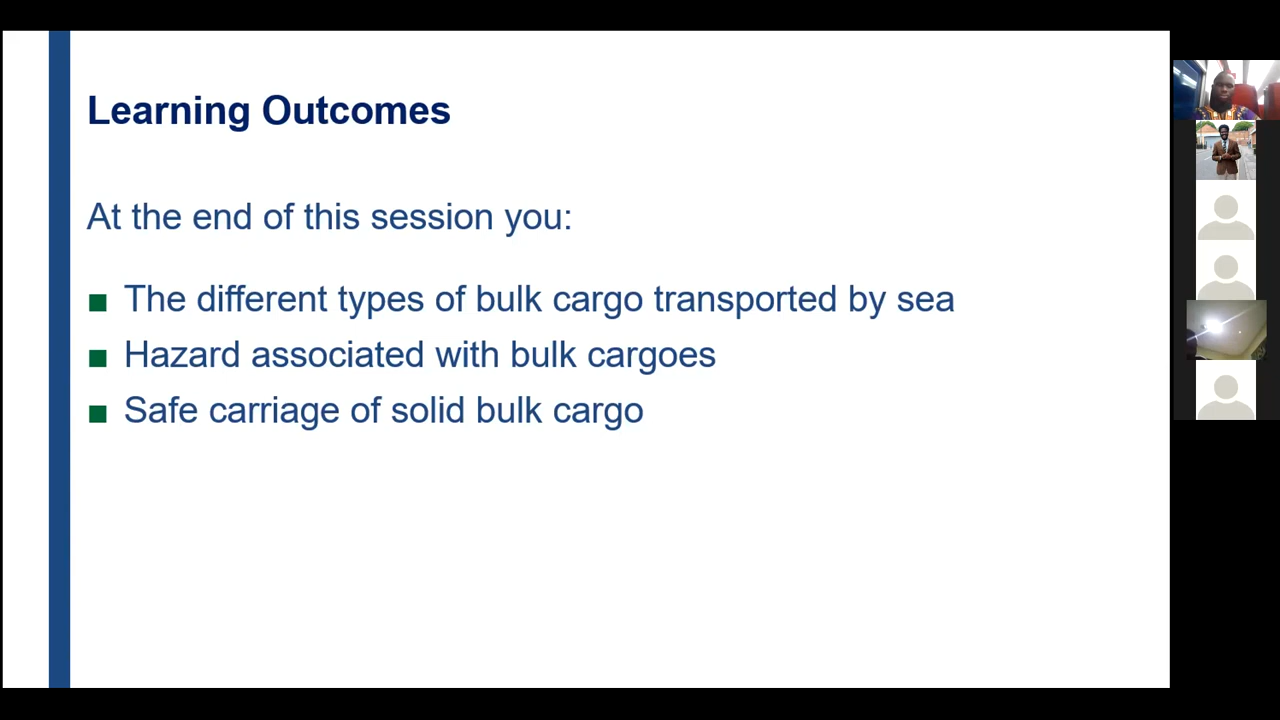 Learning Outcomes
At the end of this session you:
■ The different types of bulk cargo transported by sea
■ Hazard associated with bulk cargoes
■ Safe carriage of solid bulk cargo